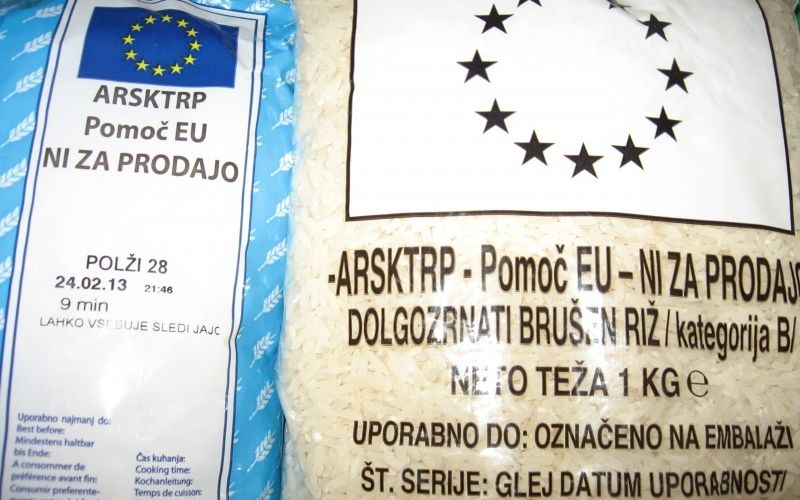 ARSKTRP
Pomoč EU
NI ZA PRODAJO
POLŽI 28
24.02.13 21:46
9 min
LAHKO VSEBUJE SLEDI JAJC
Uporabno najmanj do:
Best before:
Mindestens haltbar
bis Ende:
A consommer de
préférence avant fin:
Consumir preferente-
Čas kuhanja:
Cooking time:
Kochanleitung:
Temps de cuisson:
-ARSKTRP - Pomoč EU – NI ZA PRODAJO
DOLGOZRNATI BRUŠEN RIŽ / kategorija B/
NETO TEŽA 1 KG e
UPORABNO DO: OZNAČENO NA EMBALAŽI
ŠT. SERIJE: GLEJ DATUM UPORABNOSTI